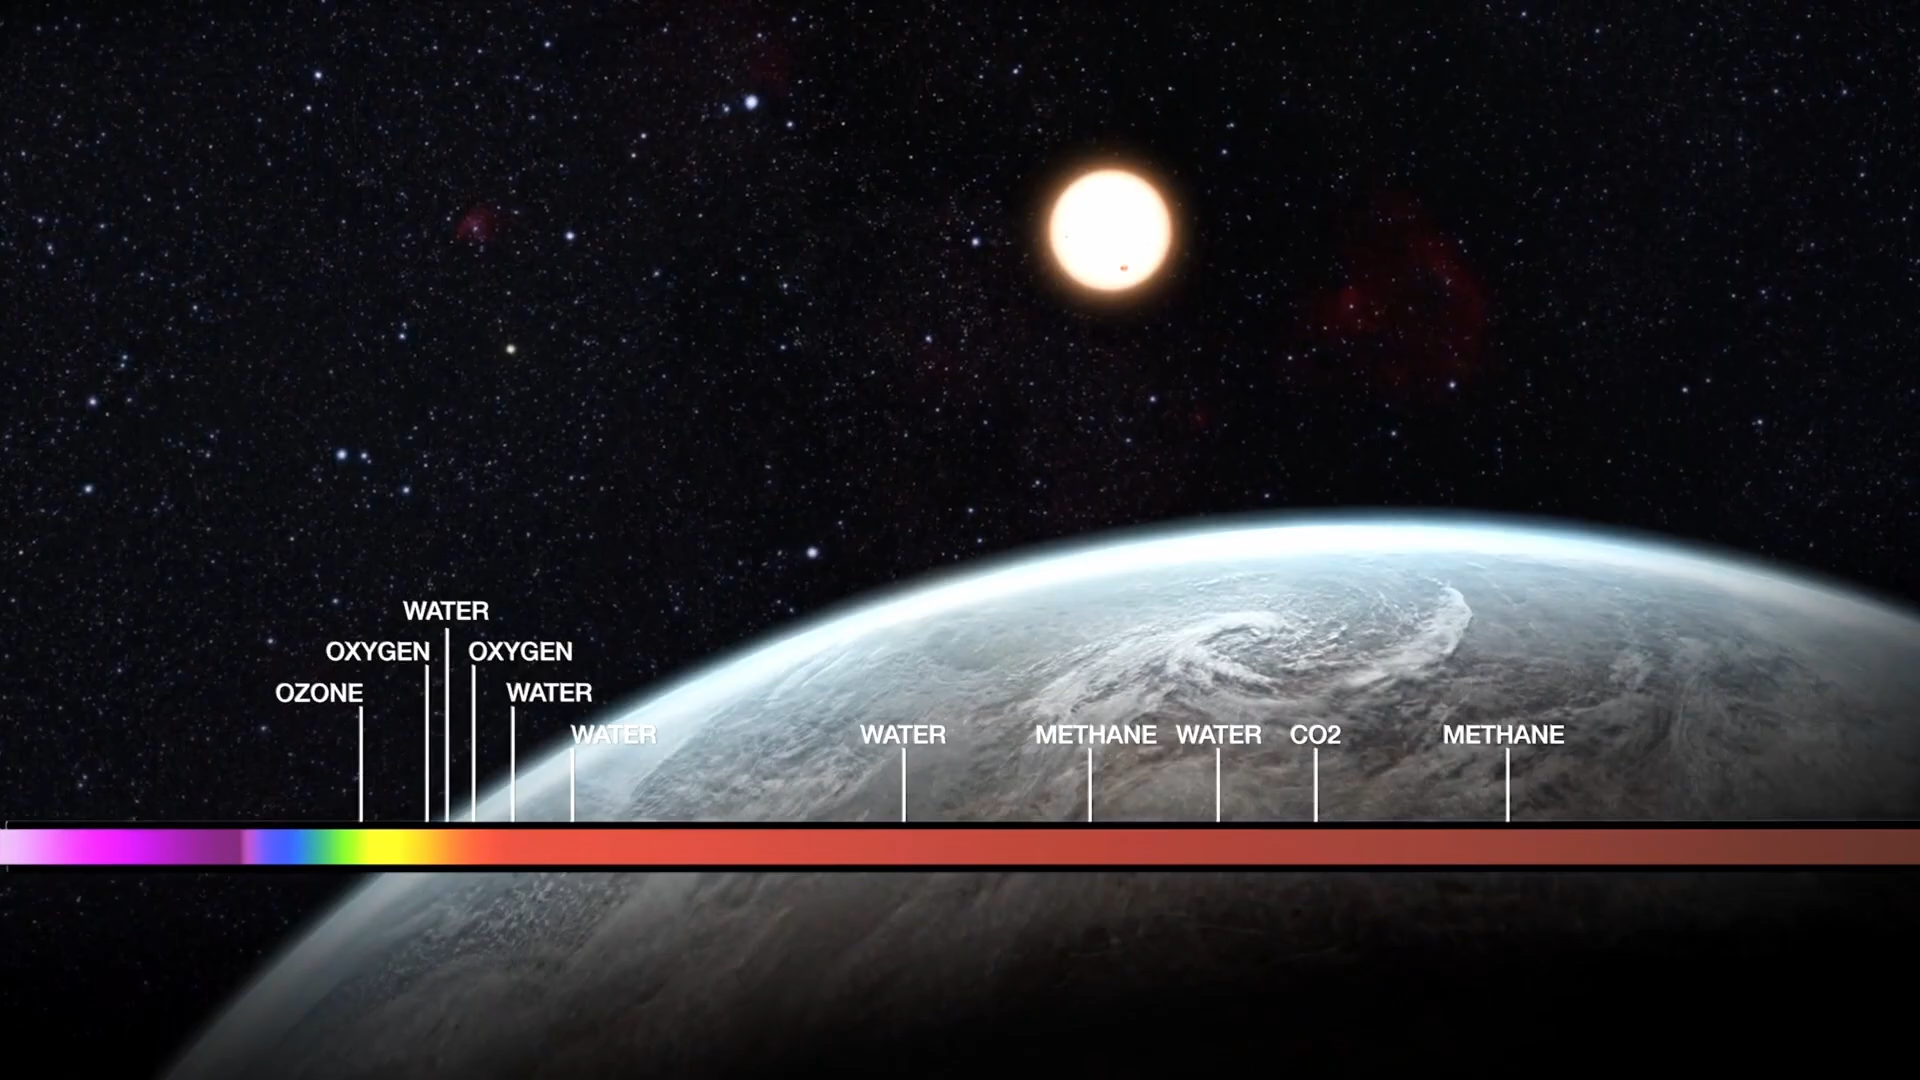 WATER
OXYGEN OXYGEN
OZONE WATER
WATER WATER METHANE WATER CO2 METHANE